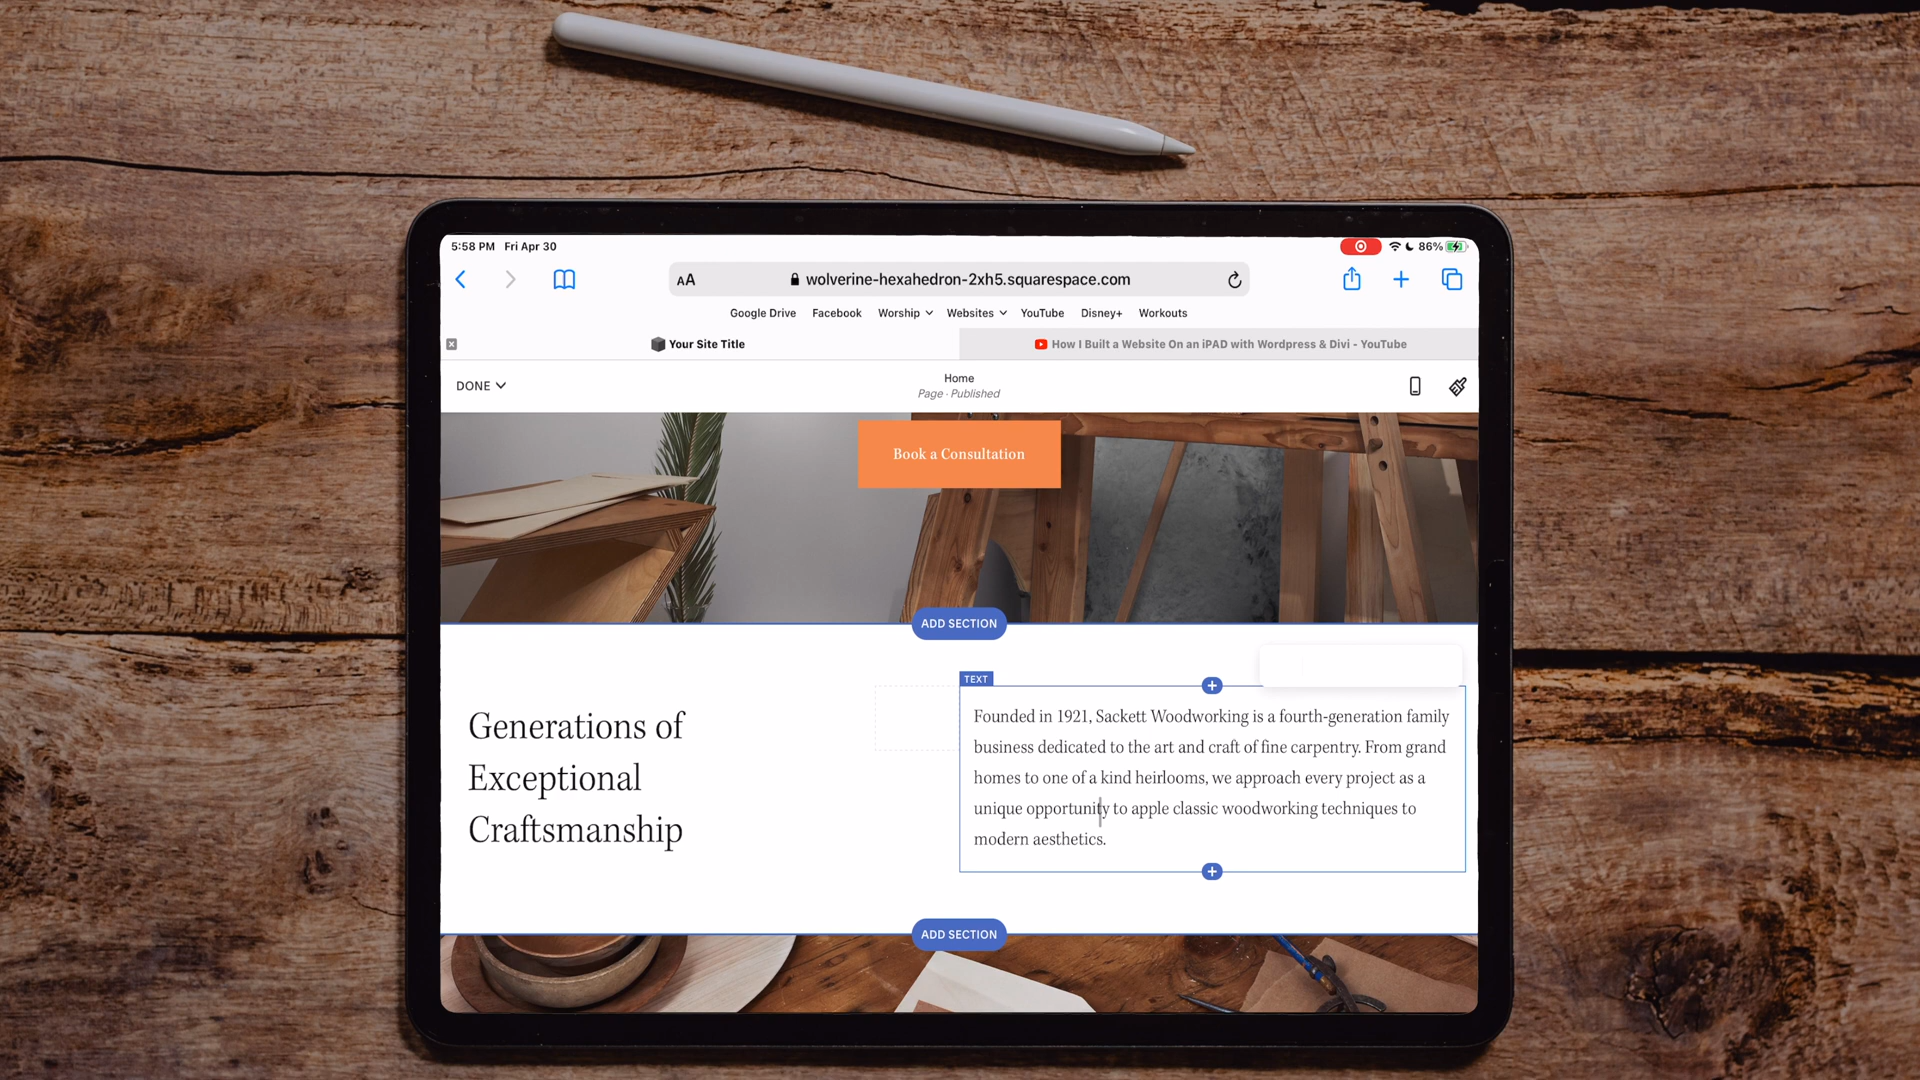 5:58 PM Fri Apr 30
86%
AA
wolverine-hexahedron-2xh5.squarespace.com
Google Drive Facebook Worship Websites YouTube Disney+ Workouts
Your Site Title
How I Built a Website On an iPAD with Wordpress & Divi - YouTube
DONE
Home
Page · Published
Book a Consultation
ADD SECTION
Generations of
Exceptional
Craftsmanship
TEXT
Founded in 1921, Sackett Woodworking is a fourth-generation family
business dedicated to the art and craft of fine carpentry. From grand
homes to one of a kind heirlooms, we approach every project as a
unique opportunity to apple classic woodworking techniques to
modern aesthetics.
ADD SECTION